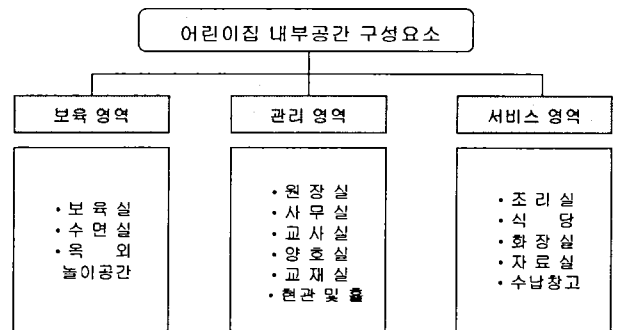 어린이집 내부공간 구성요소
보육 영역
관리 영역
서비스 영역
• 보 육 실
• 수 면 실
• 옥 외
놀이공간
• 원 장 실
• 사 무 실
• 교 사 실
• 양 호 실
• 교 재 실
• 현관 및 홀
• 조 리 실
• 식 당
• 화 장 실
• 자 료 실
• 수납창고